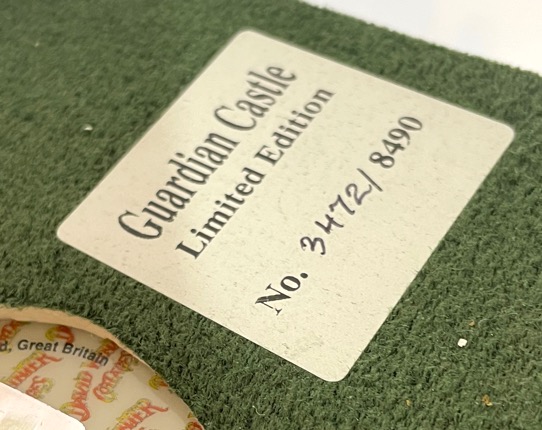 Guardian Castle
Limited Edition
No. 3472/8490
d, Great Britain